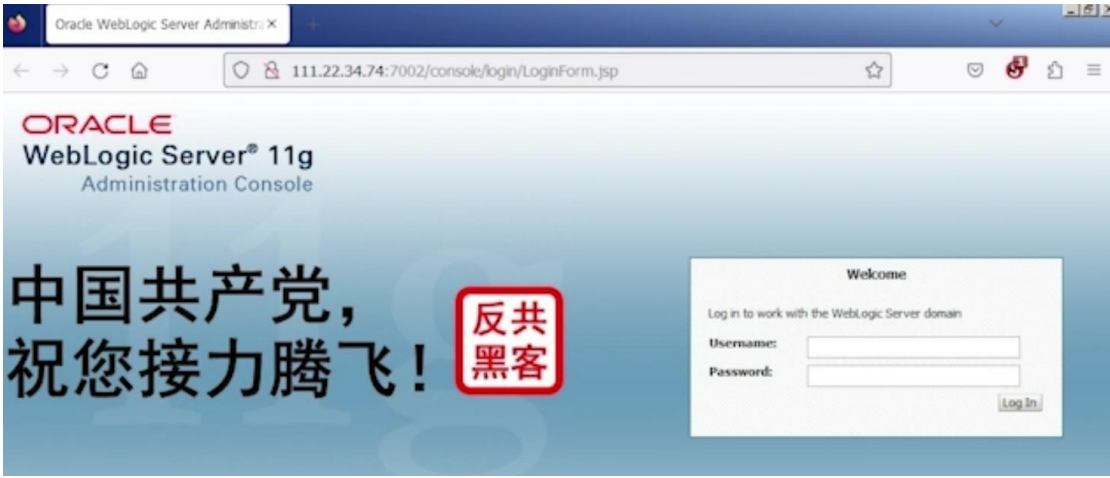 Oracle WebLogic Server Administra
111.22.34.74:7002/console/login/LoginForm.jsp
ORACLE
WebLogic Server® 11g
Administration Console
11g
中国共产党，
祝您接力腾飞！
反共
黑客
Welcome
Log in to work with the WebLogic Server domain
Username:
Password:
Log In